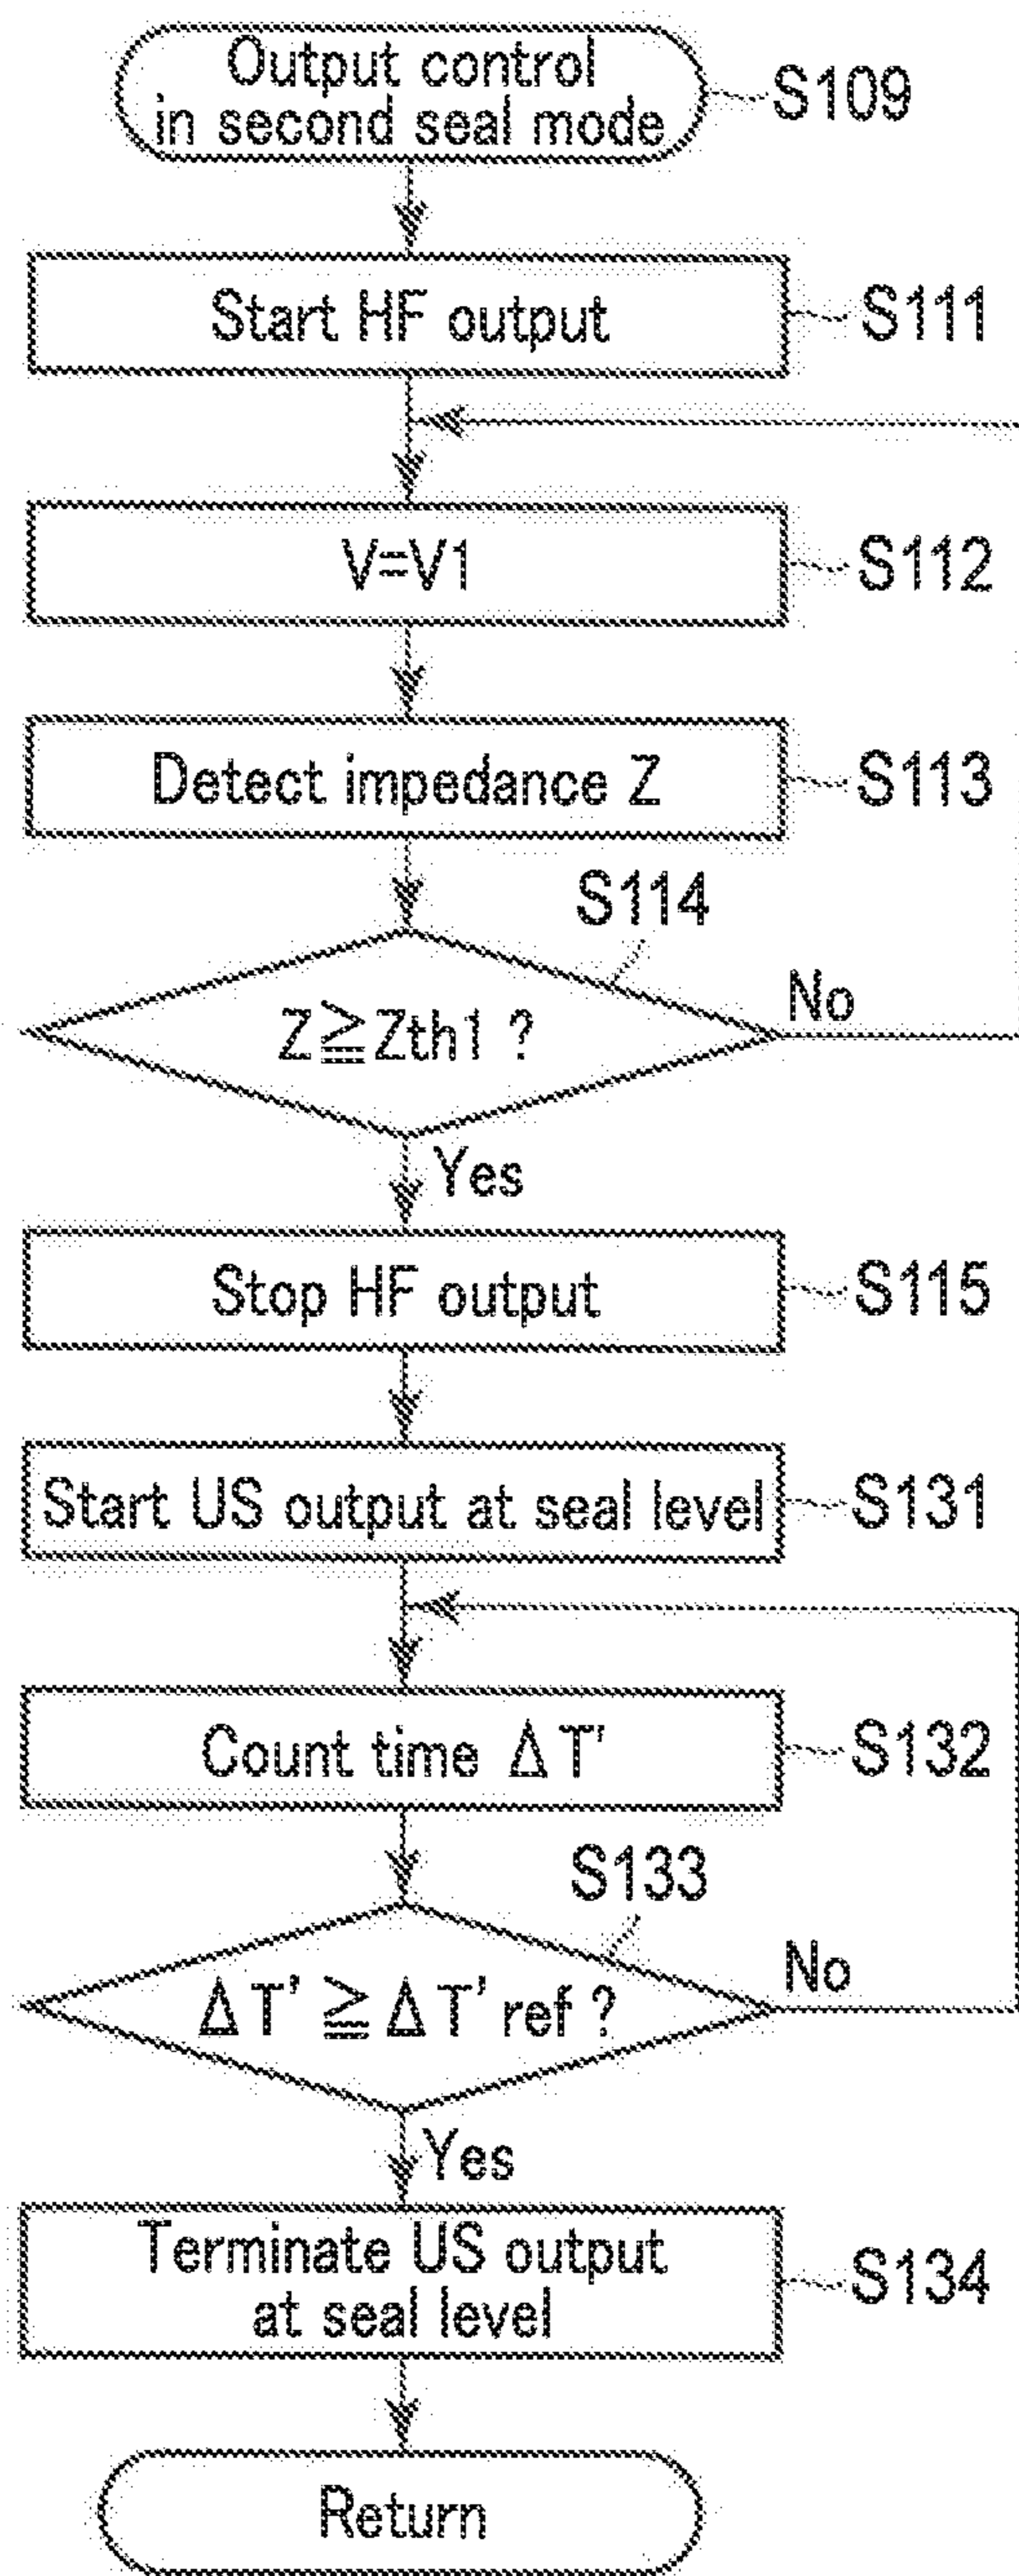 Output control
in second seal mode
S109
Start HF output
S111
V=V1
S112
Detect impedance Z
S113
S114
Z≧Zth1 ?
No
Yes
Stop HF output
S115
Start US output at seal level
S131
Count time ΔT'
S132
S133
ΔT' ≧ ΔT' ref ?
No
Yes
Terminate US output
at seal level
S134
Return